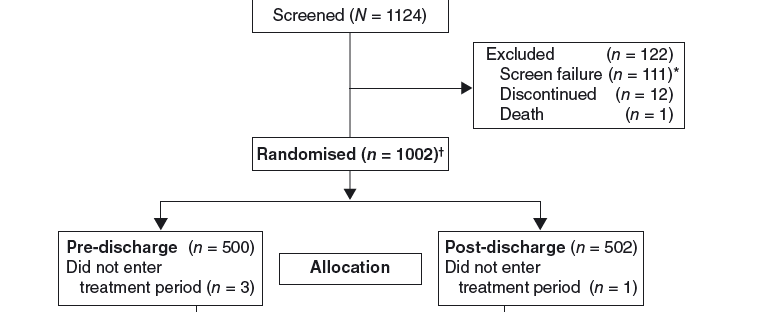 Screened (N = 1124)
Excluded (n = 122)
Screen failure (n = 111)*
Discontinued (n = 12)
Death (n = 1)
Randomised (n = 1002)†
Pre-discharge (n = 500)
Did not enter
treatment period (n = 3)
Allocation
Post-discharge (n = 502)
Did not enter
treatment period (n = 1)